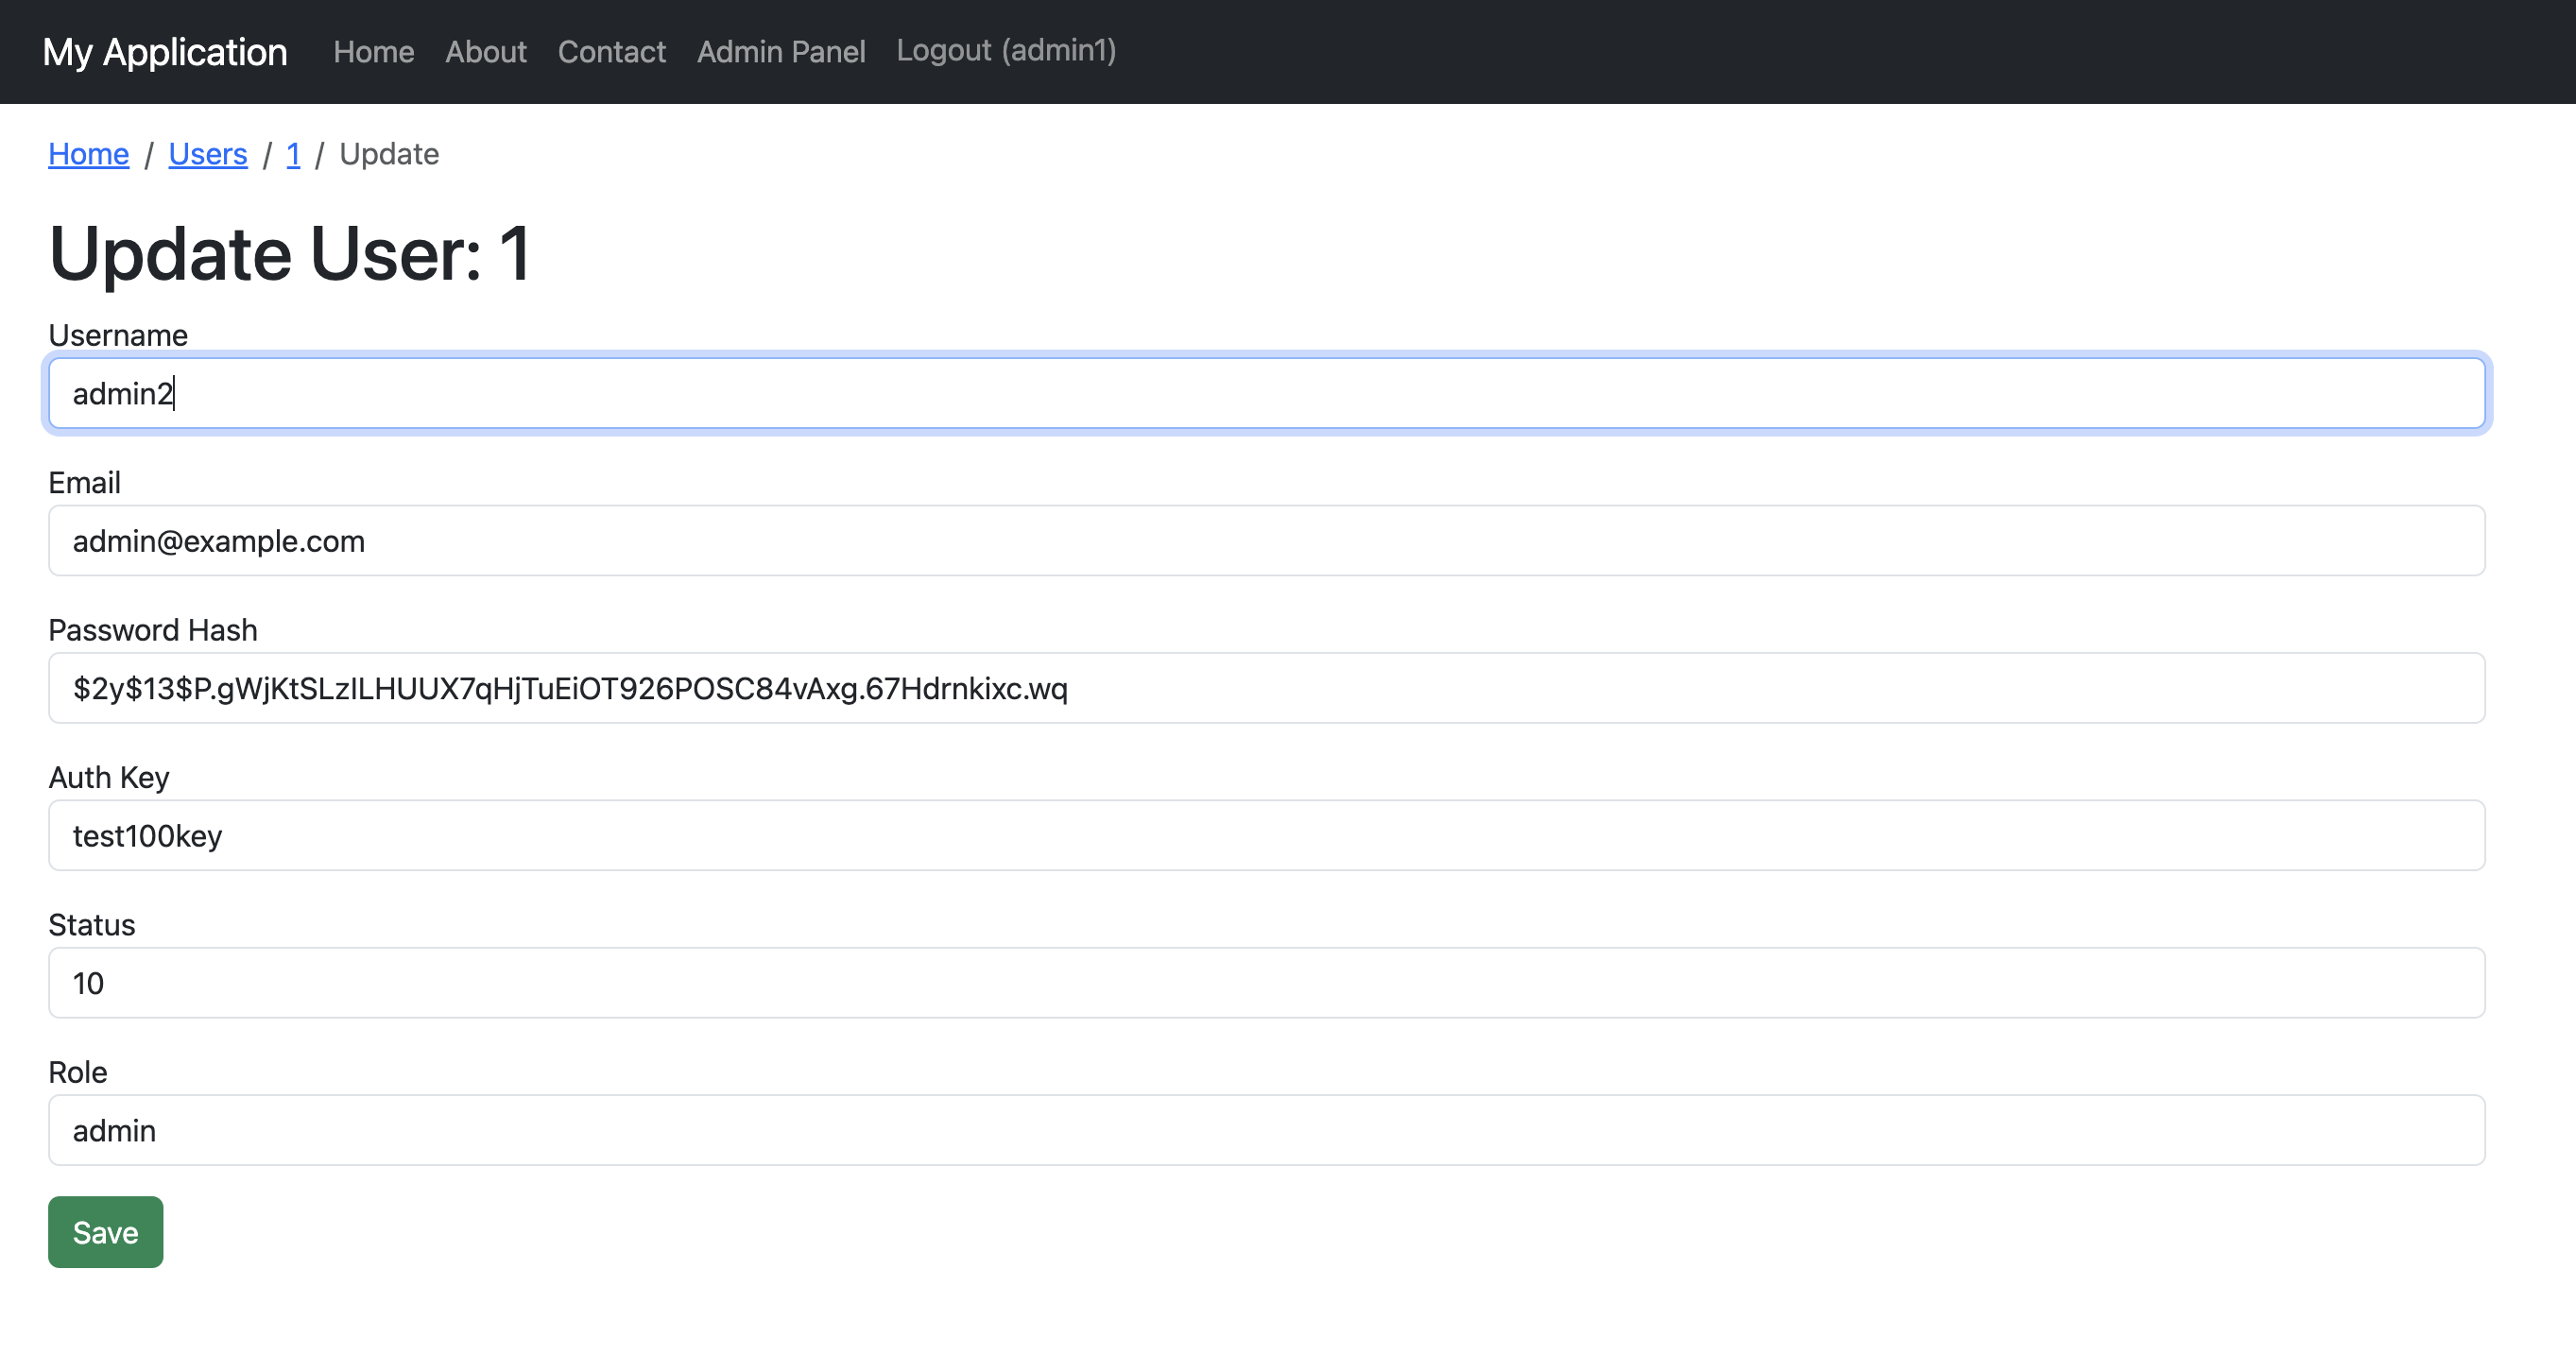 My Application Home About Contact Admin Panel Logout (admin1)
Home / Users / 1 / Update
Update User: 1
Username
admin2
Email
admin@example.com
Password Hash
$2y$13$P.gWjKtSLzILHUUX7qHjTuEiOT926POSC84vAxg.67Hdrnkixc.wq
Auth Key
test100key
Status
10
Role
admin
Save